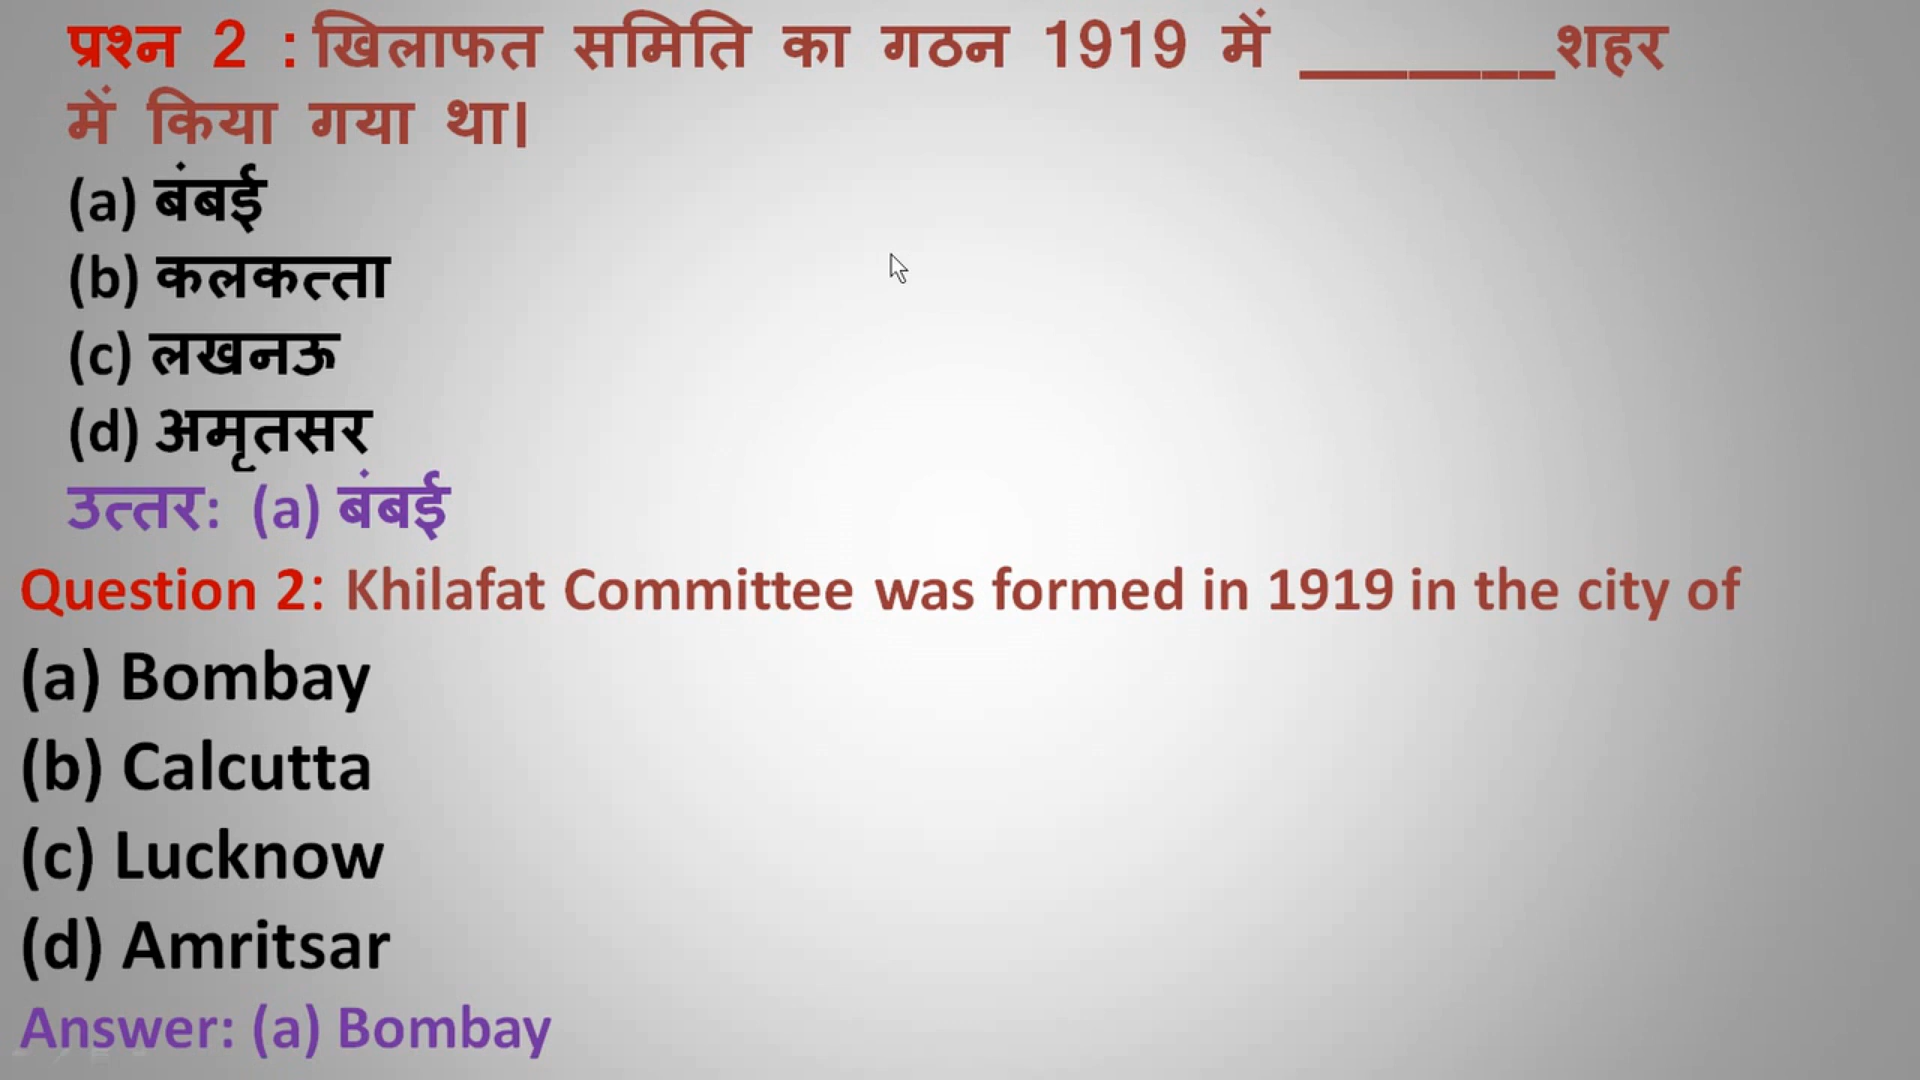 प्रश्न 2 : खिलाफत समिति का गठन 1919 में _______शहर
में किया गया था।
(a) बंबई
(b) कलकत्ता
(c) लखनऊ
(d) अमृतसर
उत्तर: (a) बंबई
Question 2: Khilafat Committee was formed in 1919 in the city of
(a) Bombay
(b) Calcutta
(c) Lucknow
(d) Amritsar
Answer: (a) Bombay